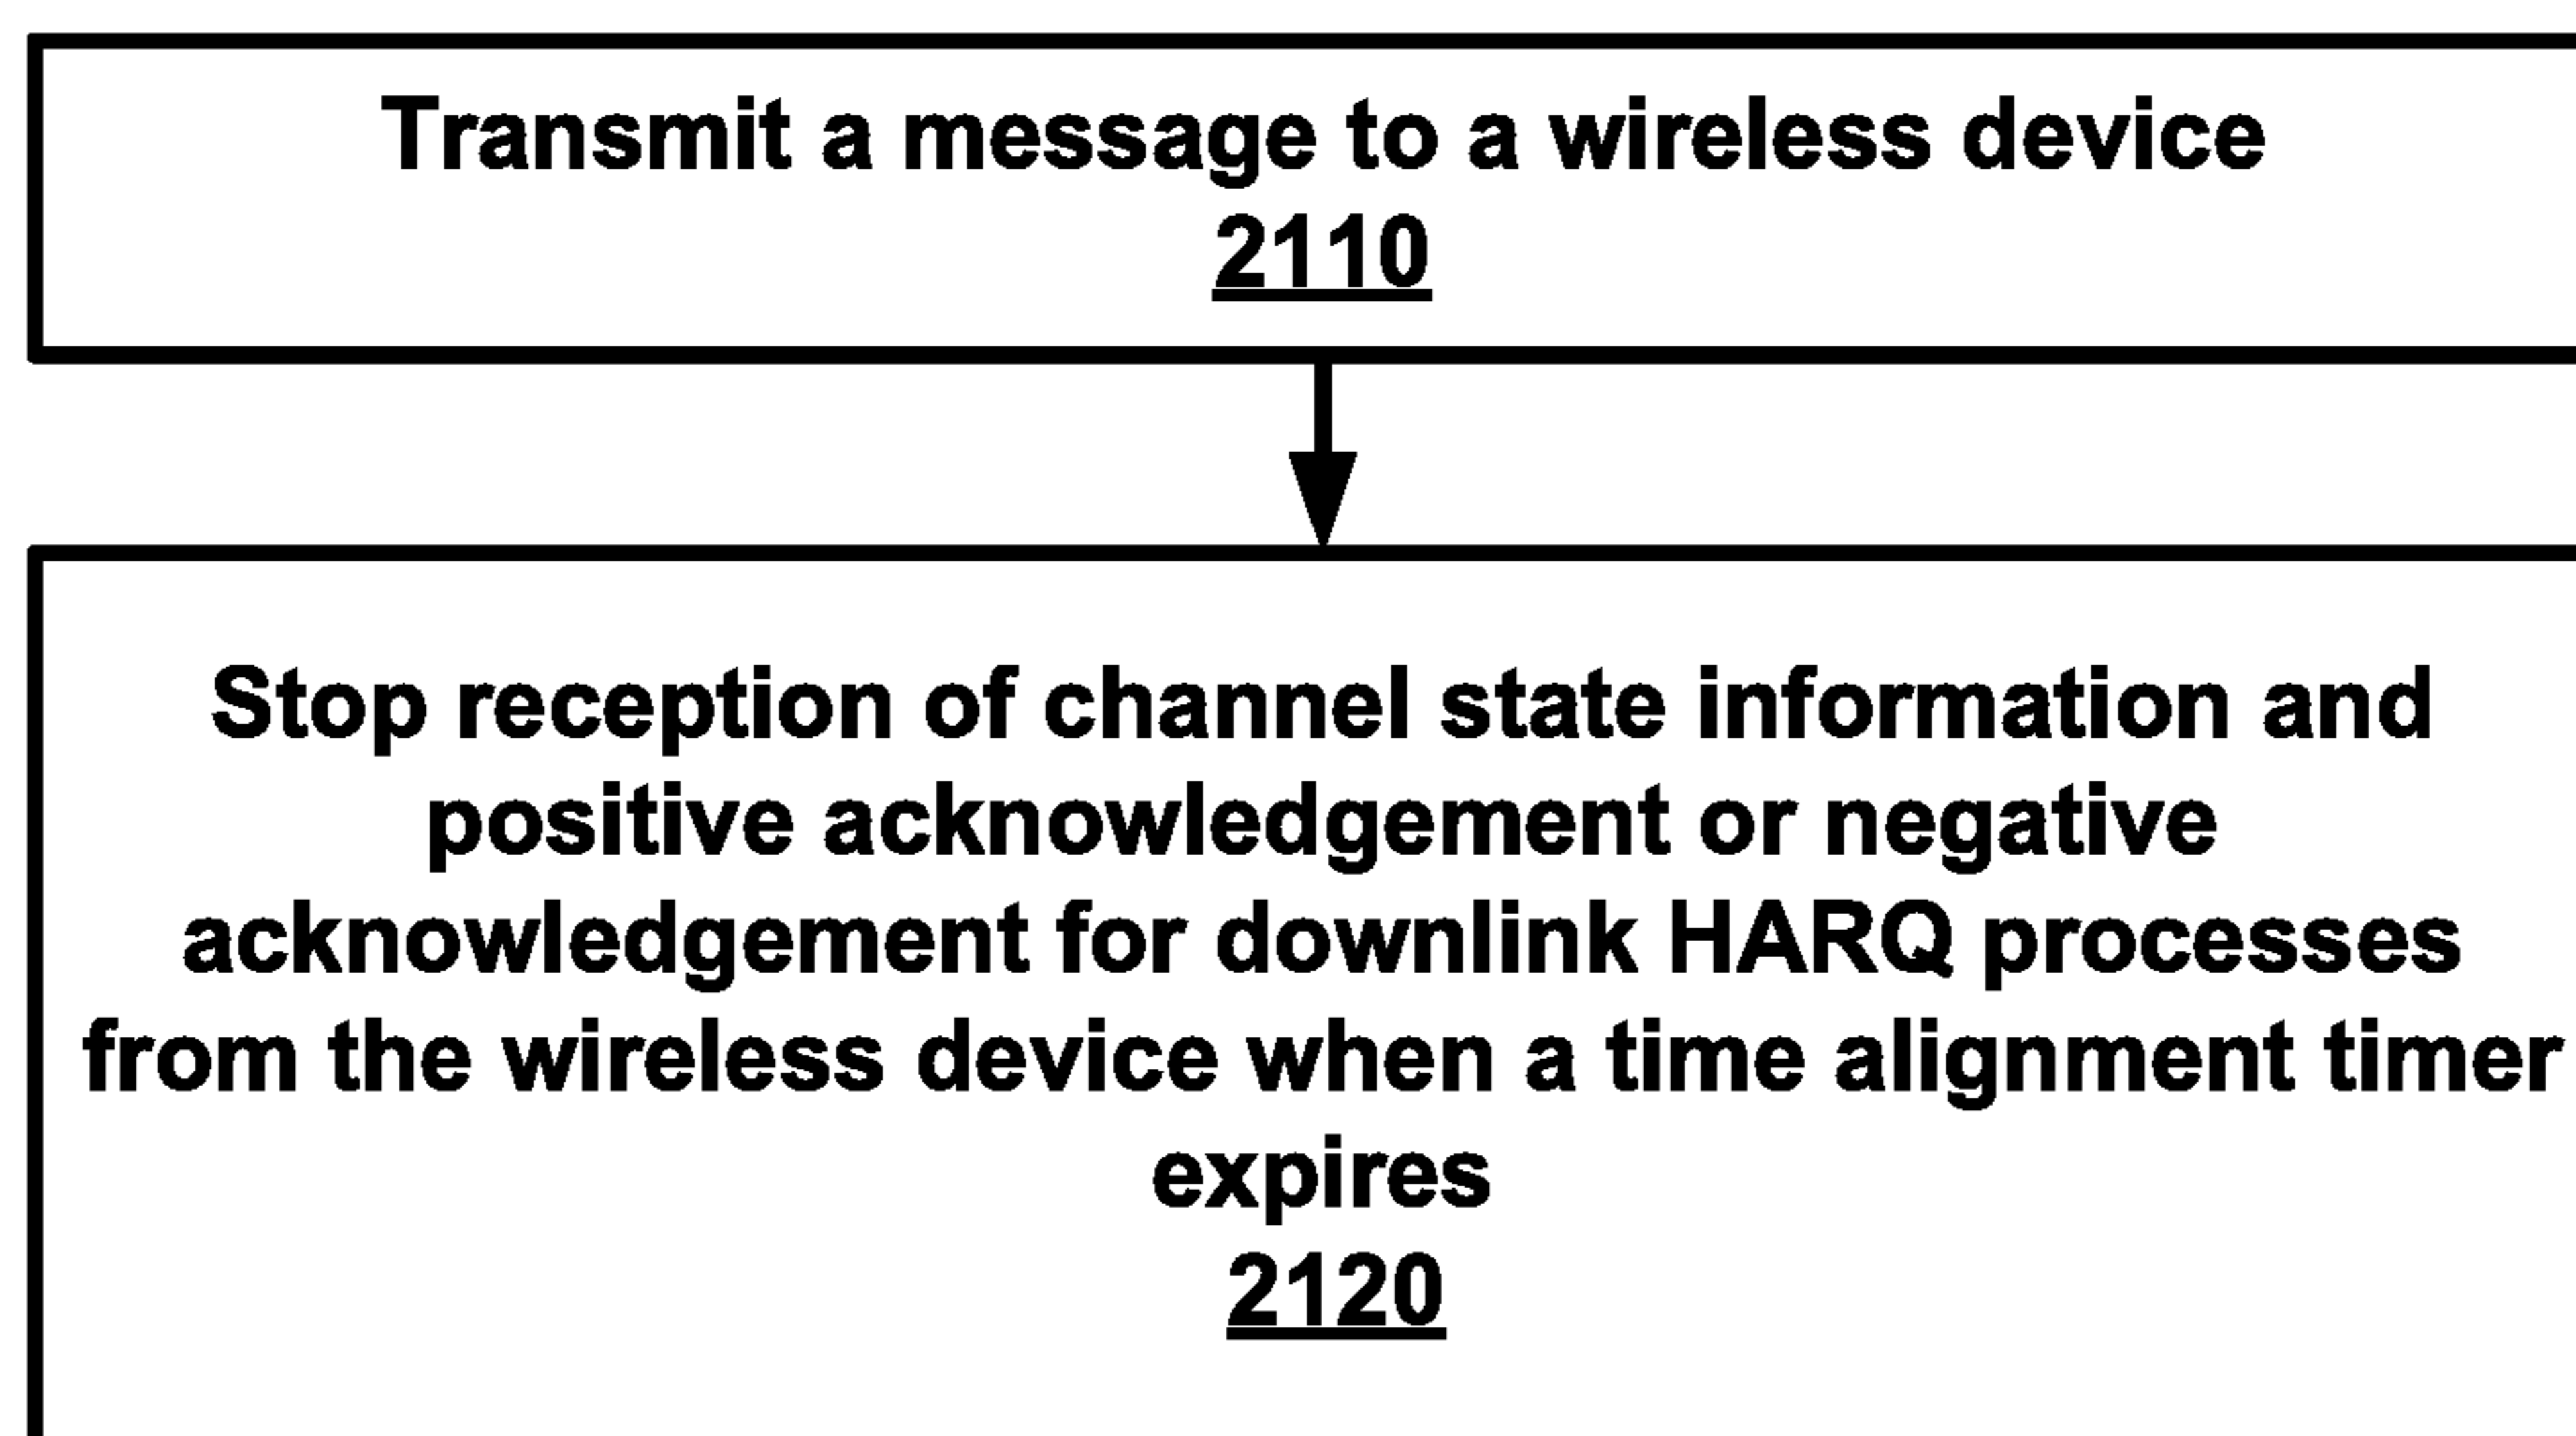 Transmit a message to a wireless device
2110
Stop reception of channel state information and
positive acknowledgement or negative
acknowledgement for downlink HARQ processes
from the wireless device when a time alignment timer
expires
2120